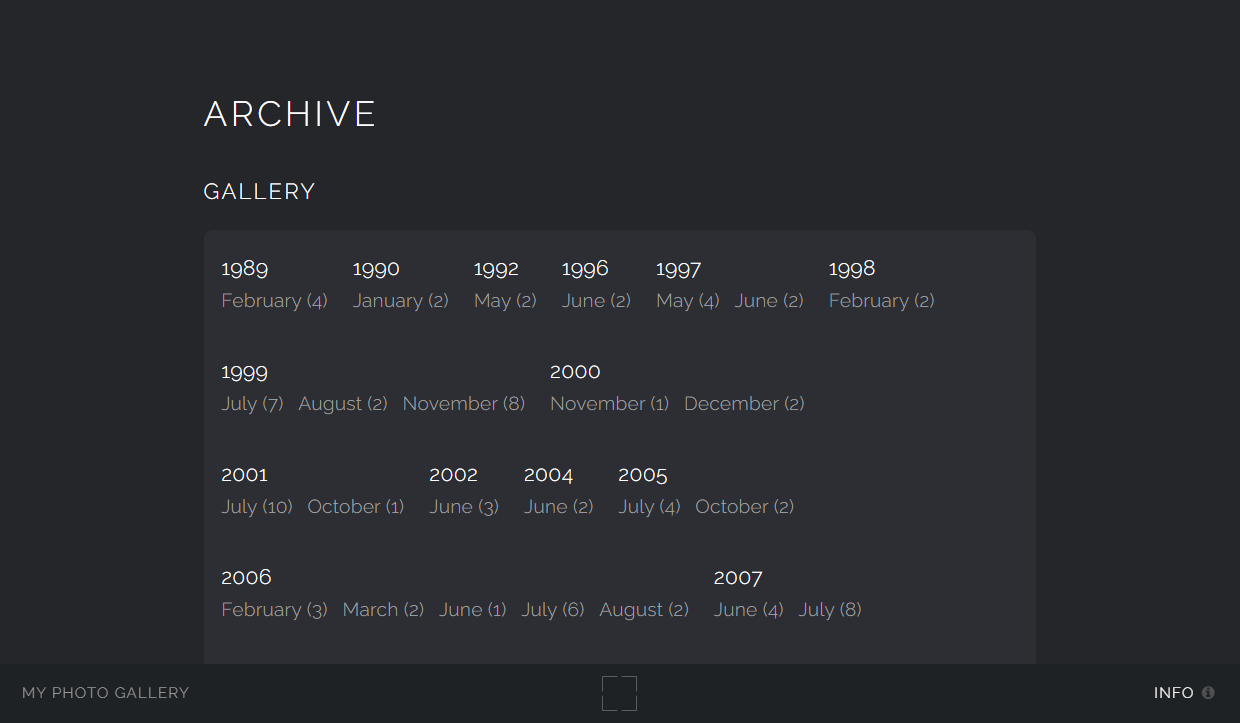 ARCHIVE
GALLERY
1989 1990 1992 1996 1997 1998
February (4) January (2) May (2) June (2) May (4) June (2) February (2)
1999 2000
July (7) August (2) November (8) November (1) December (2)
2001 2002 2004 2005
July (10) October (1) June (3) June (2) July (4) October (2)
2006 2007
February (3) March (2) June (1) July (6) August (2) June (4) July (8)
MY PHOTO GALLERY INFO